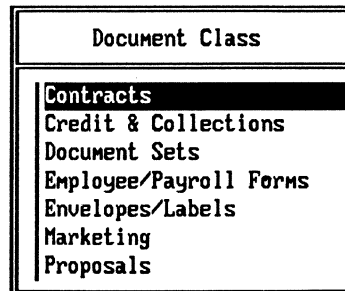 Document Class
Contracts
Credit & Collections
Document Sets
Employee/Payroll Forms
Envelopes/Labels
Marketing
Proposals